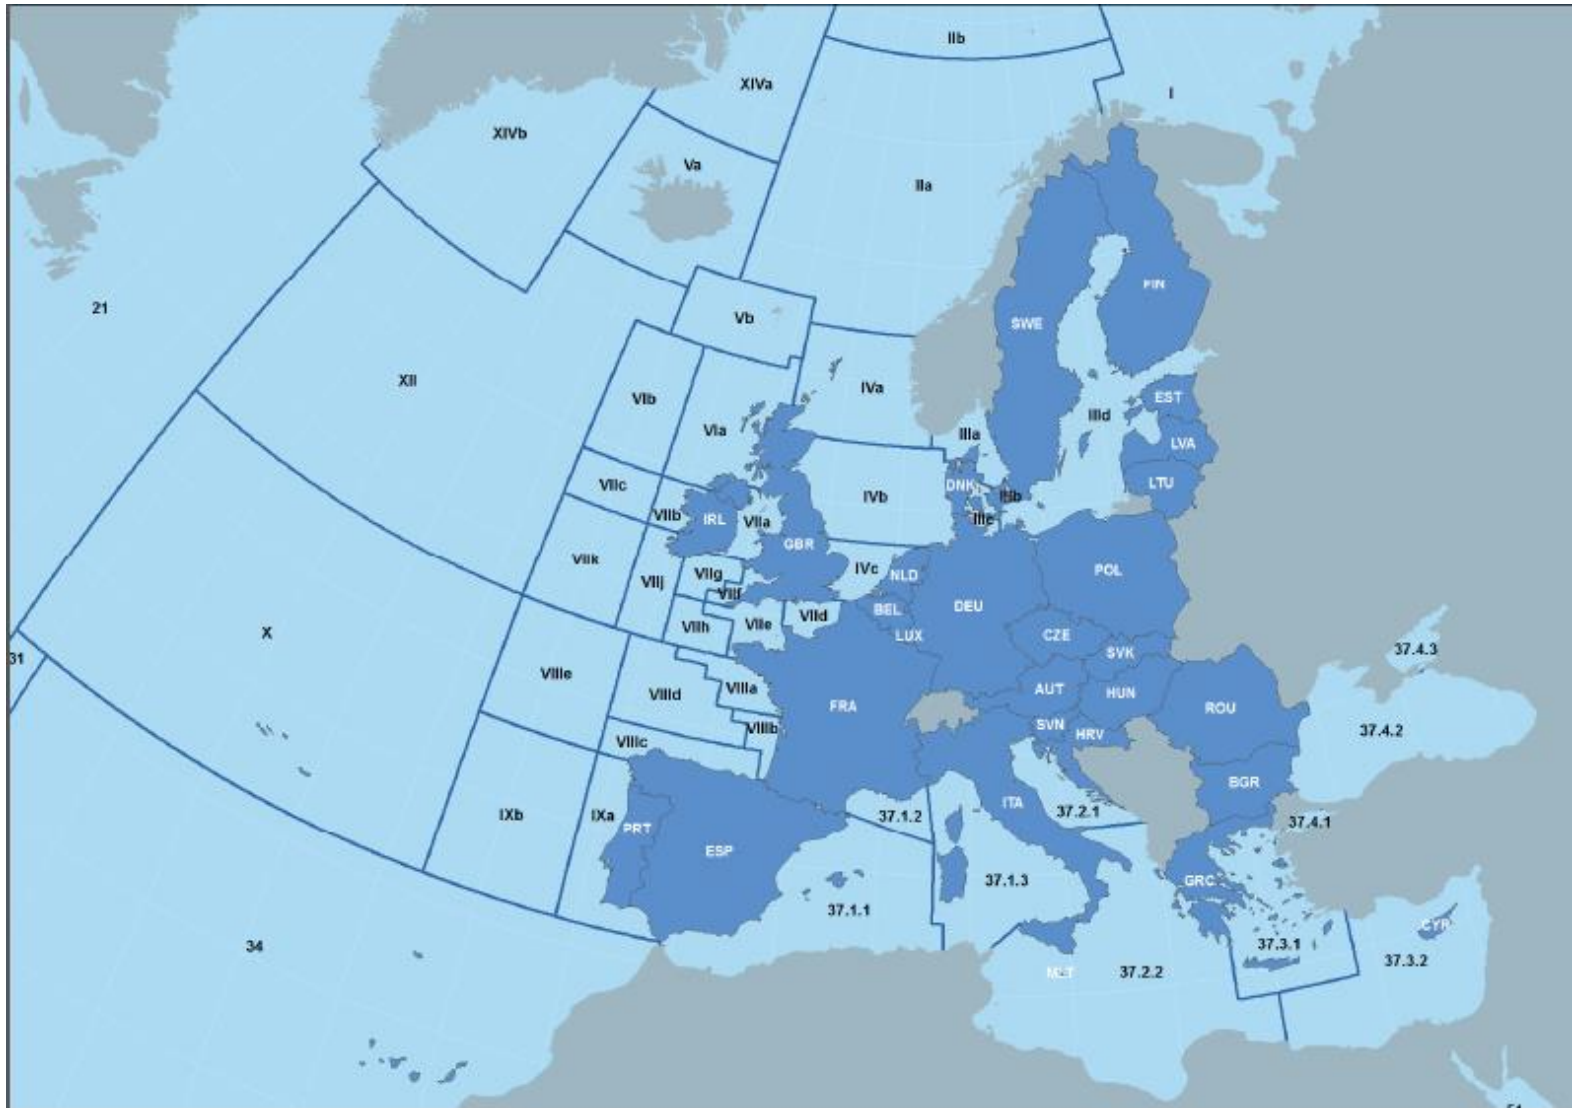 IIb
XIVa
I
XIVb
Va
IIa
FIN
21
Vb
SWE
XII
IVa
VIb
EST
IIId
VIa
IIIa
LVA
VIIc
DNK
LTU
IVb
IIIb
VIIb
IRL
VIIa
IIIc
GBR
VIIk
VIIg
IVc
NLD
POL
VIIj
VIIf
DEU
BEL
VIId
VIIh
VIIe
X
LUX
CZE
37.4.3
SVK
31
VIIIe
VIIIa
AUT
HUN
VIIId
FRA
ROU
VIIIb
SVN
HRV
37.4.2
VIIIc
BGR
ITA
37.2.1
IXb
IXa
37.1.2
37.4.1
PRT
ESP
37.1.3
GRC
37.1.1
CYP
34
37.3.1
37.3.2
MLT
37.2.2